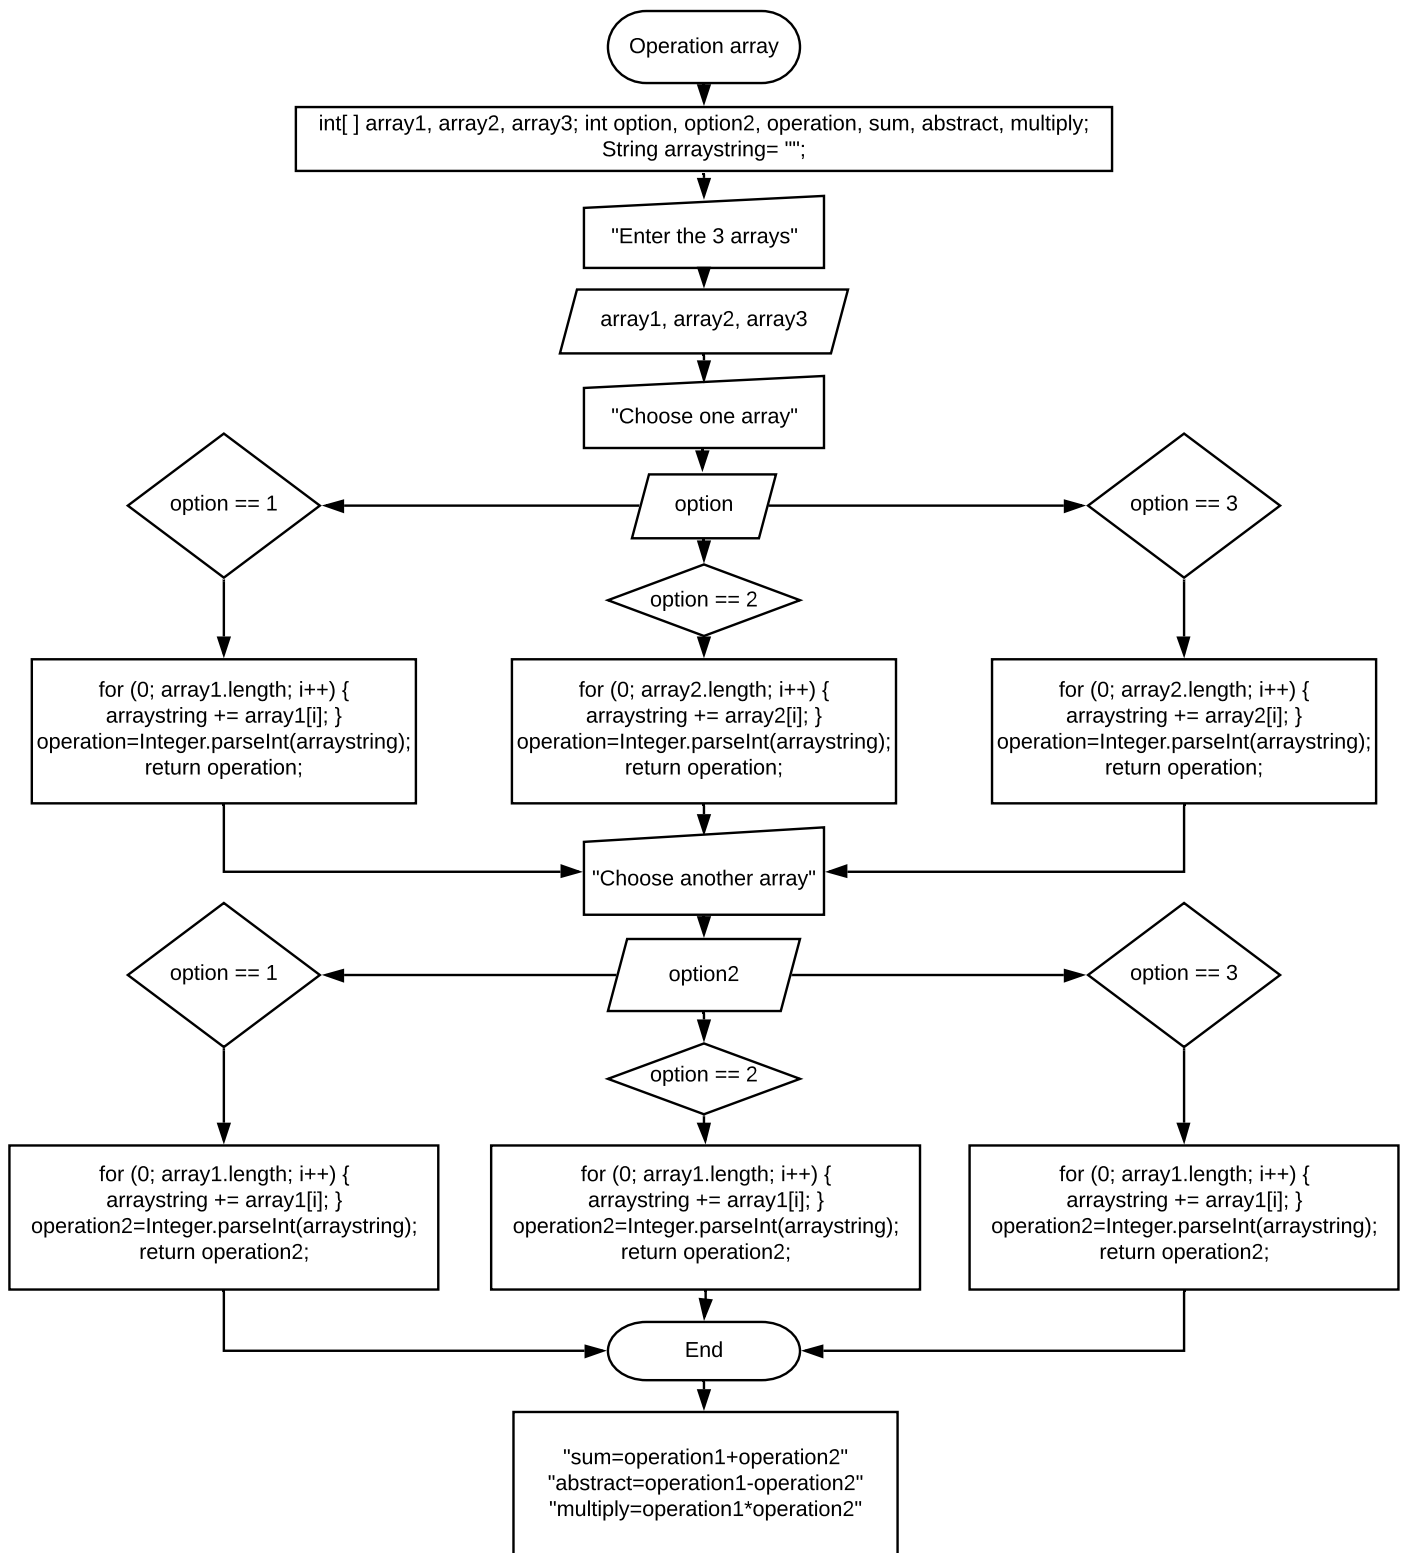 Operation array
int[ ] array1, array2, array3; int option, option2, operation, sum, abstract, multiply;
String arraystring= "";
"Enter the 3 arrays"
array1, array2, array3
"Choose one array"
option == 1
option
option == 3
option == 2
for (0; array1.length; i++) {
arraystring += array1[i]; }
operation=Integer.parseInt(arraystring);
return operation;
for (0; array2.length; i++) {
arraystring += array2[i]; }
operation=Integer.parseInt(arraystring);
return operation;
for (0; array2.length; i++) {
arraystring += array2[i]; }
operation=Integer.parseInt(arraystring);
return operation;
"Choose another array"
option == 1
option2
option == 3
option == 2
for (0; array1.length; i++) {
arraystring += array1[i]; }
operation2=Integer.parseInt(arraystring);
return operation2;
for (0; array1.length; i++) {
arraystring += array1[i]; }
operation2=Integer.parseInt(arraystring);
return operation2;
for (0; array1.length; i++) {
arraystring += array1[i]; }
operation2=Integer.parseInt(arraystring);
return operation2;
End
"sum=operation1+operation2"
"abstract=operation1-operation2"
"multiply=operation1*operation2"